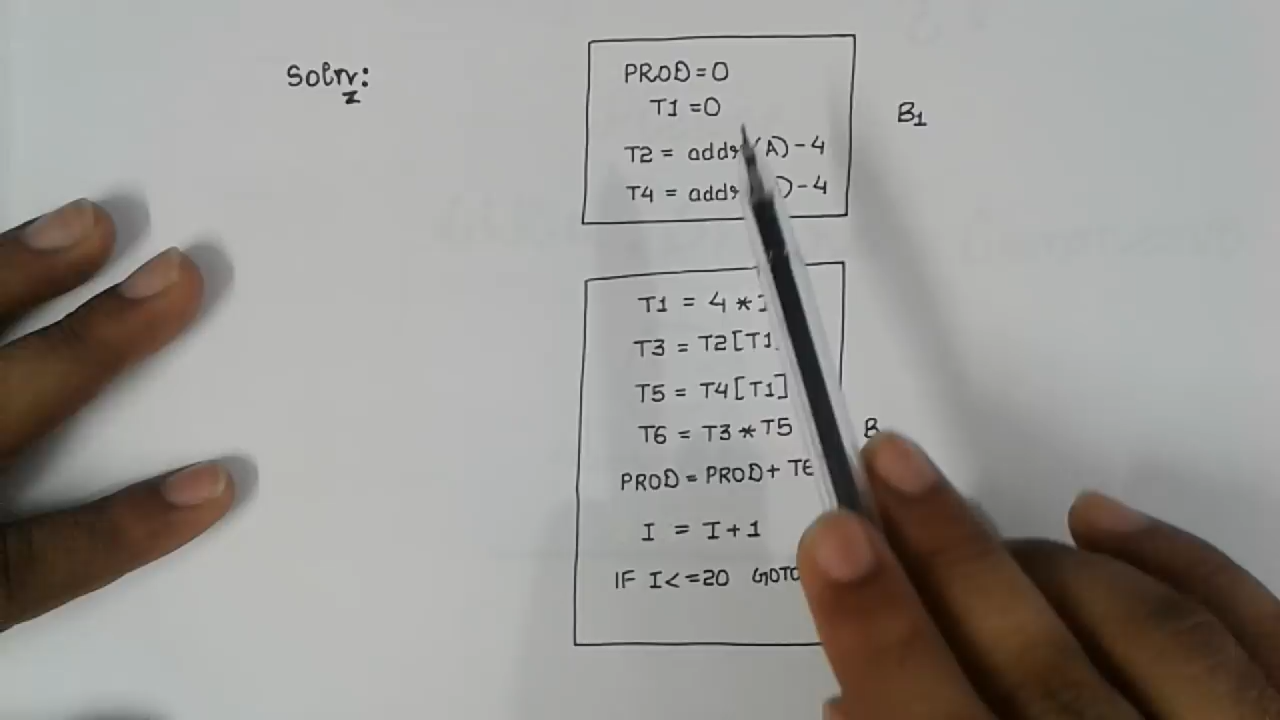 Soln:
PROD = 0
T1 = 0
B1
T2 = addr(A) - 4
T4 = addr ) - 4
T1 = 4 *
T3 = T2[T1
T5 = T4[T1]
T6 = T3 * T5
B
PROD = PROD +
I = I + 1
IF I <= 20